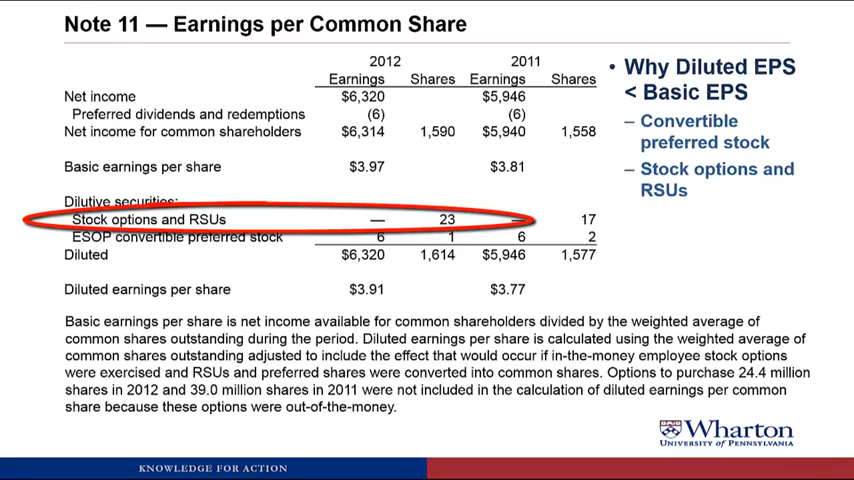 Note 11 — Earnings per Common Share
2012 2011
Earnings Shares Earnings Shares
Net income $6,320 $5,946
Preferred dividends and redemptions (6) (6)
Net income for common shareholders $6,314 1,590 $5,940 1,558
Basic earnings per share $3.97 $3.81
Dilutive securities:
Stock options and RSUs — 23 — 17
ESOP convertible preferred stock 6 1 6 2
Diluted $6,320 1,614 $5,946 1,577
Diluted earnings per share $3.91 $3.77
• Why Diluted EPS
< Basic EPS
– Convertible
preferred stock
– Stock options and
RSUs
Basic earnings per share is net income available for common shareholders divided by the weighted average of
common shares outstanding during the period. Diluted earnings per share is calculated using the weighted average of
common shares outstanding adjusted to include the effect that would occur if in-the-money employee stock options
were exercised and RSUs and preferred shares were converted into common shares. Options to purchase 24.4 million
shares in 2012 and 39.0 million shares in 2011 were not included in the calculation of diluted earnings per common
share because these options were out-of-the-money.
Wharton
UNIVERSITY of PENNSYLVANIA
KNOWLEDGE FOR ACTION